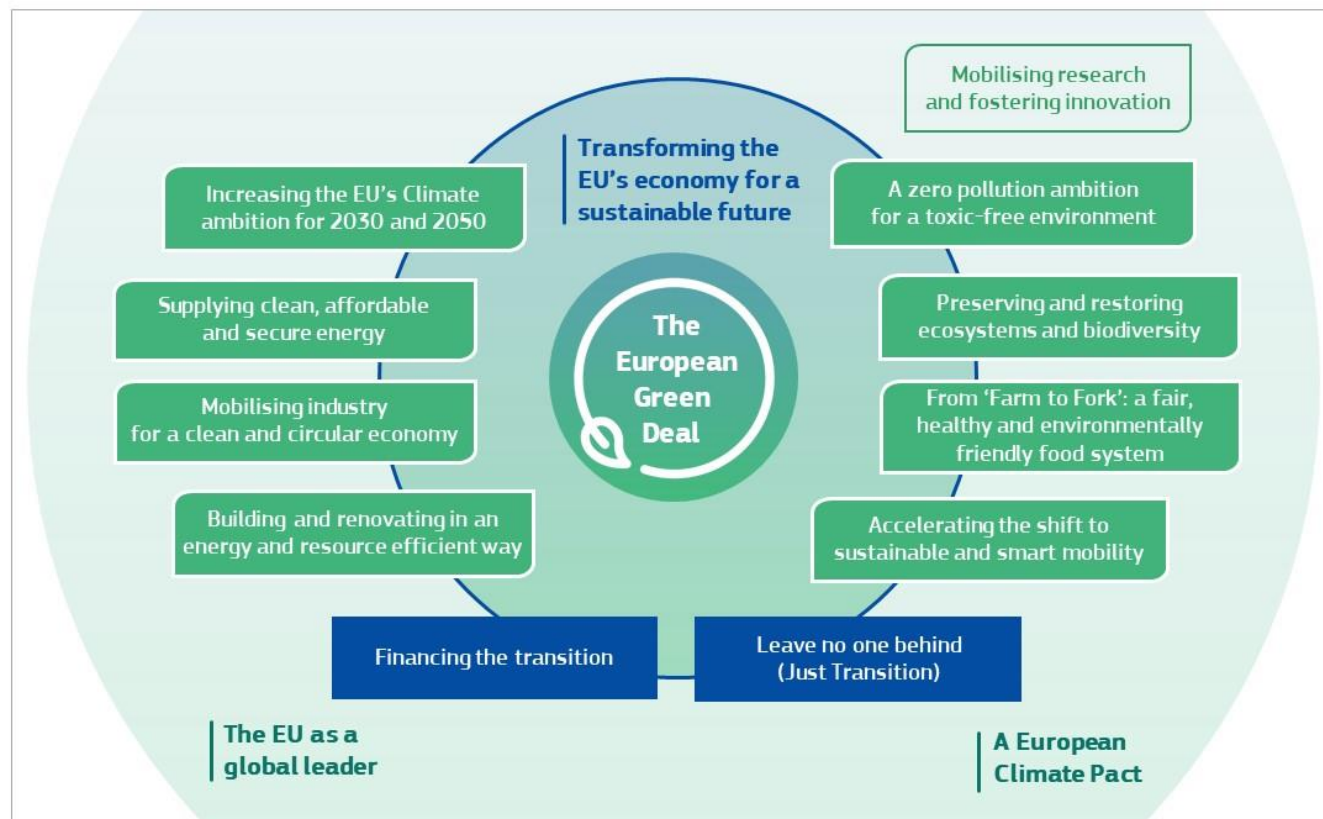 Mobilising research
and fostering innovation
Transforming the
EU's economy for a
sustainable future
Increasing the EU's Climate
ambition for 2030 and 2050
A zero pollution ambition
for a toxic-free environment
Supplying clean, affordable
and secure energy
Preserving and restoring
ecosystems and biodiversity
The
European
Green
Deal
Mobilising industry
for a clean and circular economy
From ‘Farm to Fork’: a fair,
healthy and environmentally
friendly food system
Building and renovating in an
energy and resource efficient way
Accelerating the shift to
sustainable and smart mobility
Financing the transition
Leave no one behind
(Just Transition)
The EU as a
global leader
A European
Climate Pact